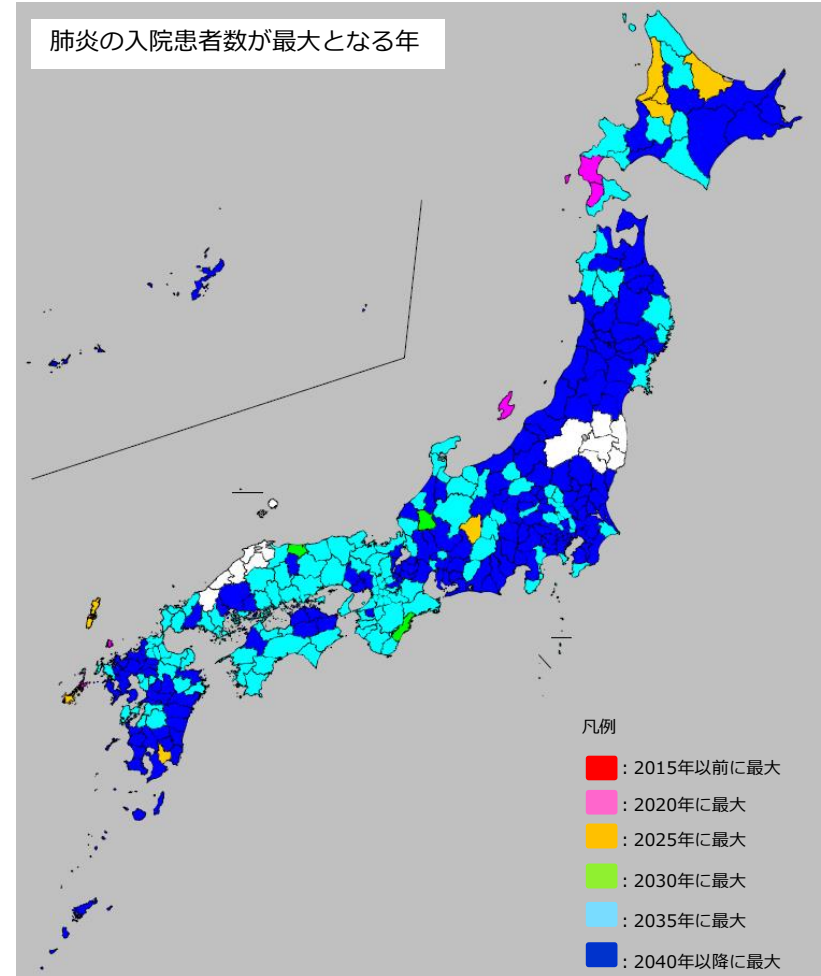 肺炎の入院患者数が最大となる年
凡例
：2015年以前に最大
：2020年に最大
：2025年に最大
：2030年に最大
：2035年に最大
：2040年以降に最大